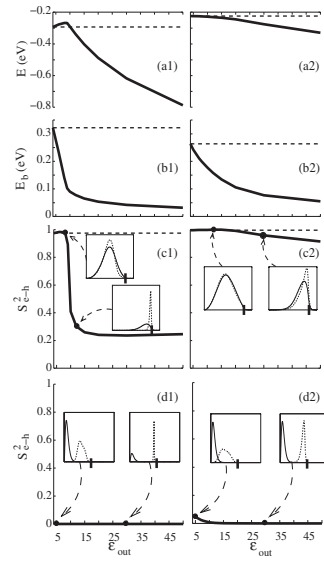 0
−0.2
−0.4
−0.6
−0.8
E (eV)
(a1)
(a2)
0.3
0.2
0.1
0
E_b (eV)
(b1)
(b2)
1
0.8
0.6
0.4
0.2
0
S²_e−h
(c1)
(c2)
1
0.8
0.6
0.4
0.2
0
S²_e−h
(d1)
(d2)
5 15 25 35 45
5 15 25 35 45
ε_out
ε_out